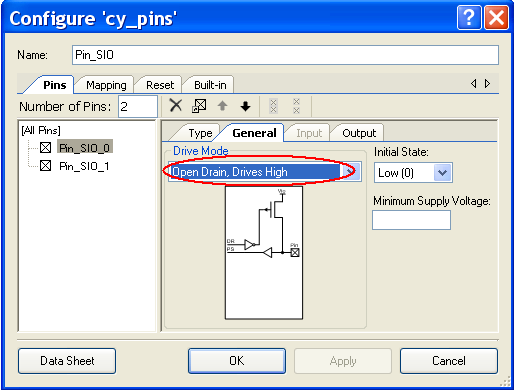 Configure 'cy_pins'
Name: Pin_SIO
Pins Mapping Reset Built-in
Number of Pins: 2
[All Pins]
Pin_SIO_0
Pin_SIO_1
Type General Input Output
Drive Mode
Open Drain, Drives High
Initial State:
Low (0)
Minimum Supply Voltage:
Vio
DR
PS
Pin
Data Sheet OK Apply Cancel